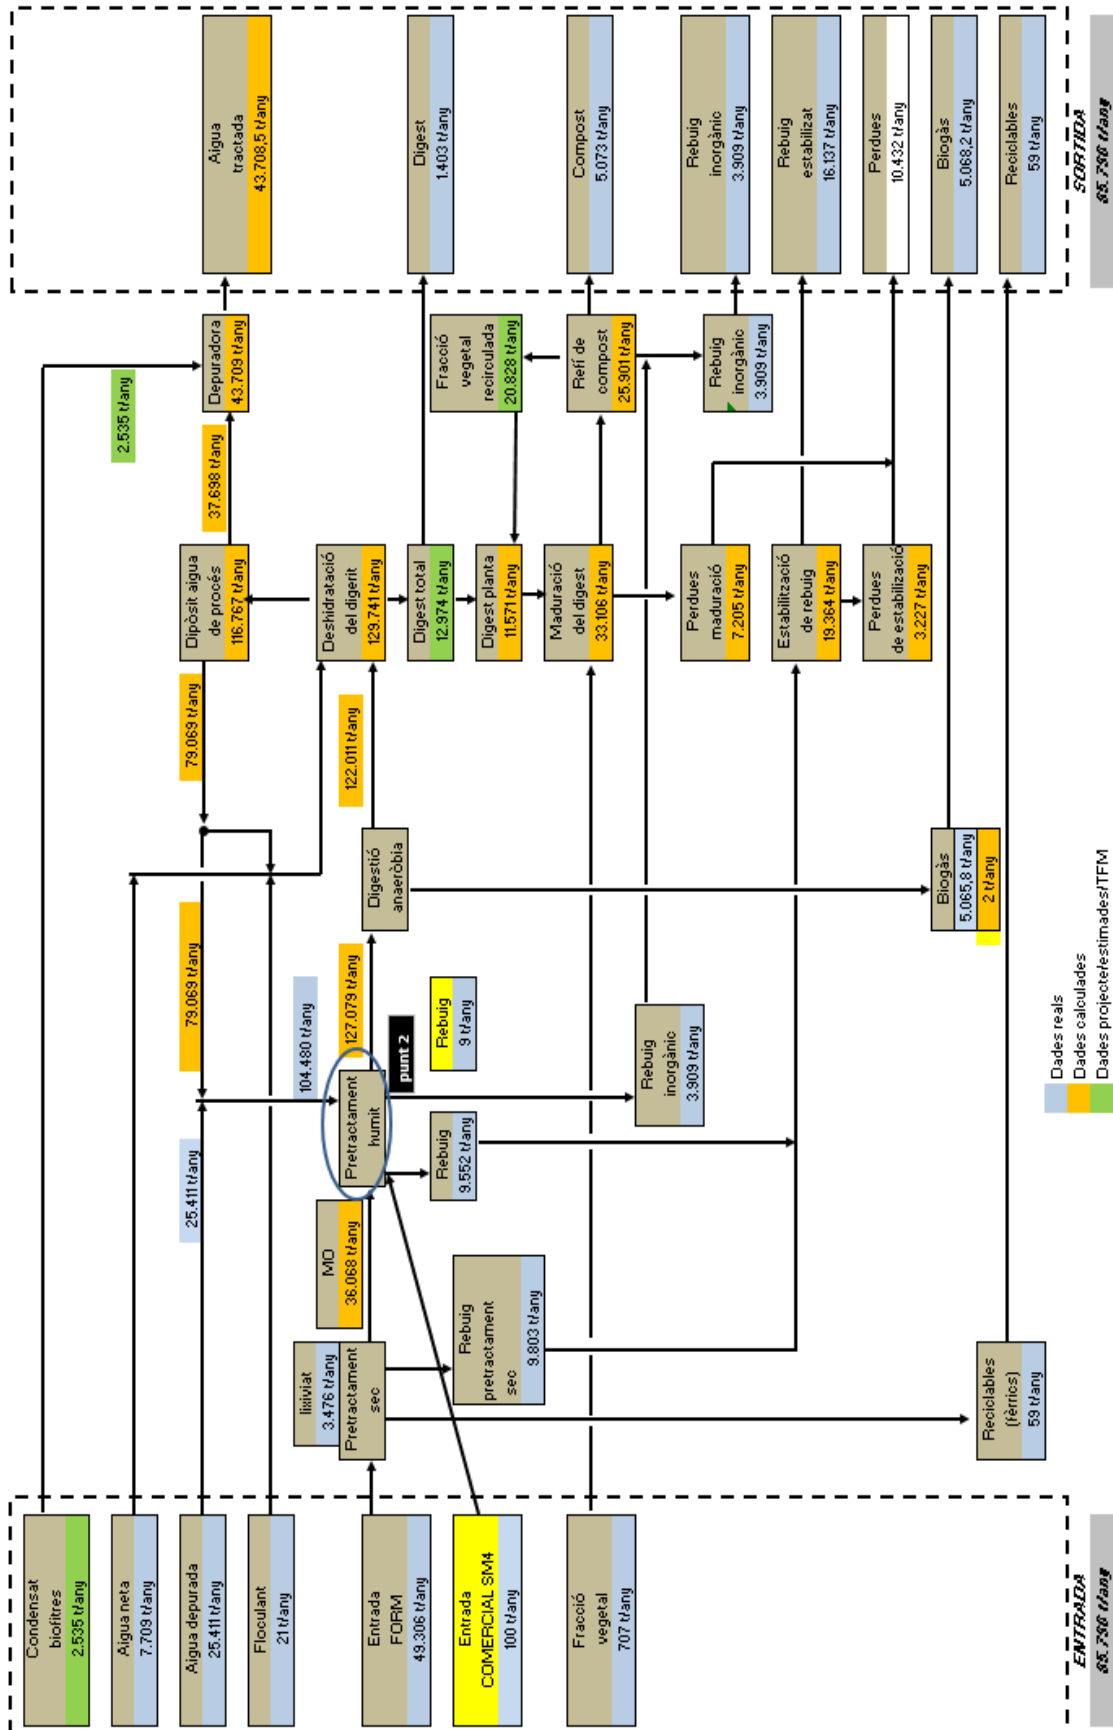 Condensat
biofiltres
2.535 t/any
Aigua neta
7.709 t/any
Aigua depurada
25.411 t/any
Floculant
21 t/any
Entrada
FORM
49.306 t/any
Entrada
COMERCIAL SM4
100 t/any
Fracció
vegetal
707 t/any
ENTRADA
85.786 t/any
lixiviat
3.476 t/any
Pretractament
sec
Rebuig
pretractament
sec
9.803 t/any
Reciclables
(fèrrics)
59 t/any
MO
36.068 t/any
25.411 t/any
Pretractament
humit
Rebuig
9.552 t/any
punt 2
Rebuig
9 t/any
Rebuig
inorgànic
3.909 t/any
104.480 t/any
127.079 t/any
79.069 t/any
Digestió
anaeròbia
Biogàs
5.065,8 t/any
2 t/any
79.069 t/any
122.011 t/any
Dipòsit aigua
de procés
116.767 t/any
Deshidratació
del digerit
129.741 t/any
Digest total
12.974 t/any
Digest planta
11.571 t/any
Maduració
del digest
33.106 t/any
Perdues
maduració
7.205 t/any
Estabilització
de rebuig
19.364 t/any
Perdues
de estabilizació
3.227 t/any
37.698 t/any
2.535 t/any
Depuradora
43.709 t/any
Fracció
vegetal
recirculada
20.828 t/any
Refí de
compost
25.901 t/any
Rebuig
inorgànic
3.909 t/any
Aigua
tractada
43.708,5 t/any
Digest
1.403 t/any
Compost
5.073 t/any
Rebuig
inorgànic
3.909 t/any
Rebuig
estabilitzat
16.137 t/any
Perdues
10.432 t/any
Biogàs
5.068,2 t/any
Reciclables
59 t/any
SORTIDA
85.786 t/any
Dades reals
Dades calculades
Dades projecte/estimades/TFM